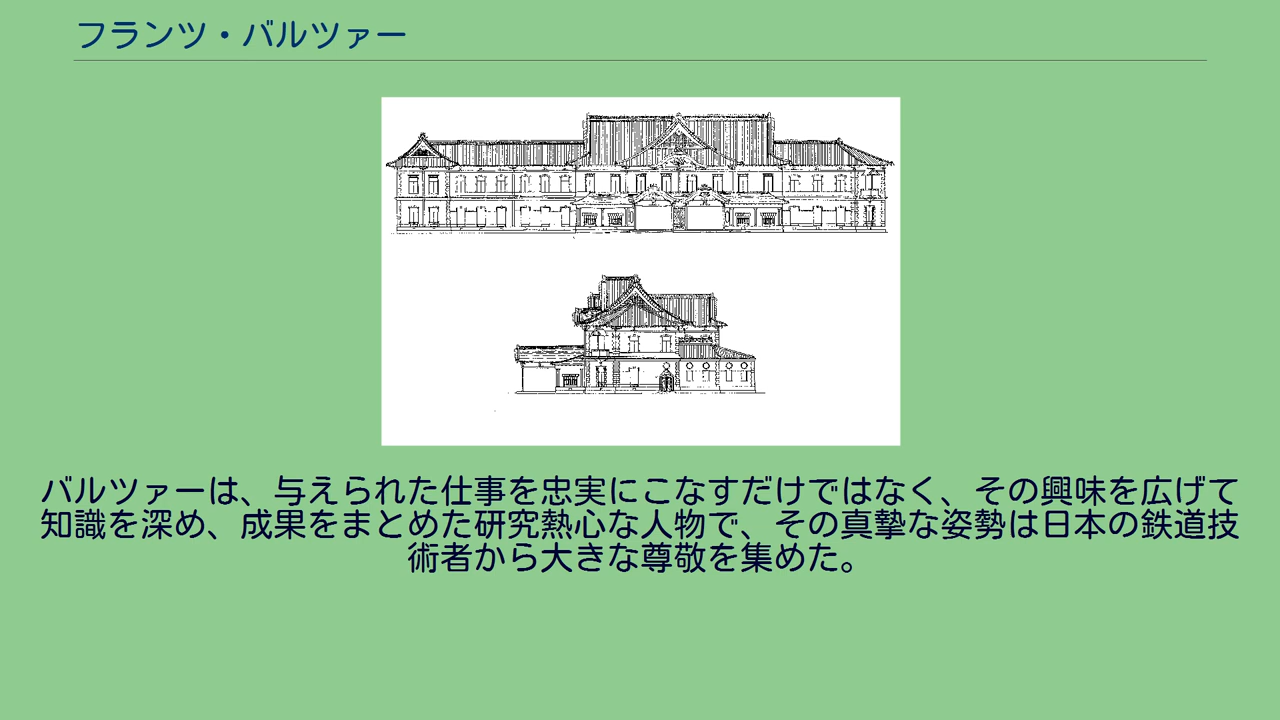 フランツ・バルツァー
バルツァーは、与えられた仕事を忠実にこなすだけではなく、その興味を広げて
知識を深め、成果をまとめた研究熱心な人物で、その真摯な姿勢は日本の鉄道技
術者から大きな尊敬を集めた。